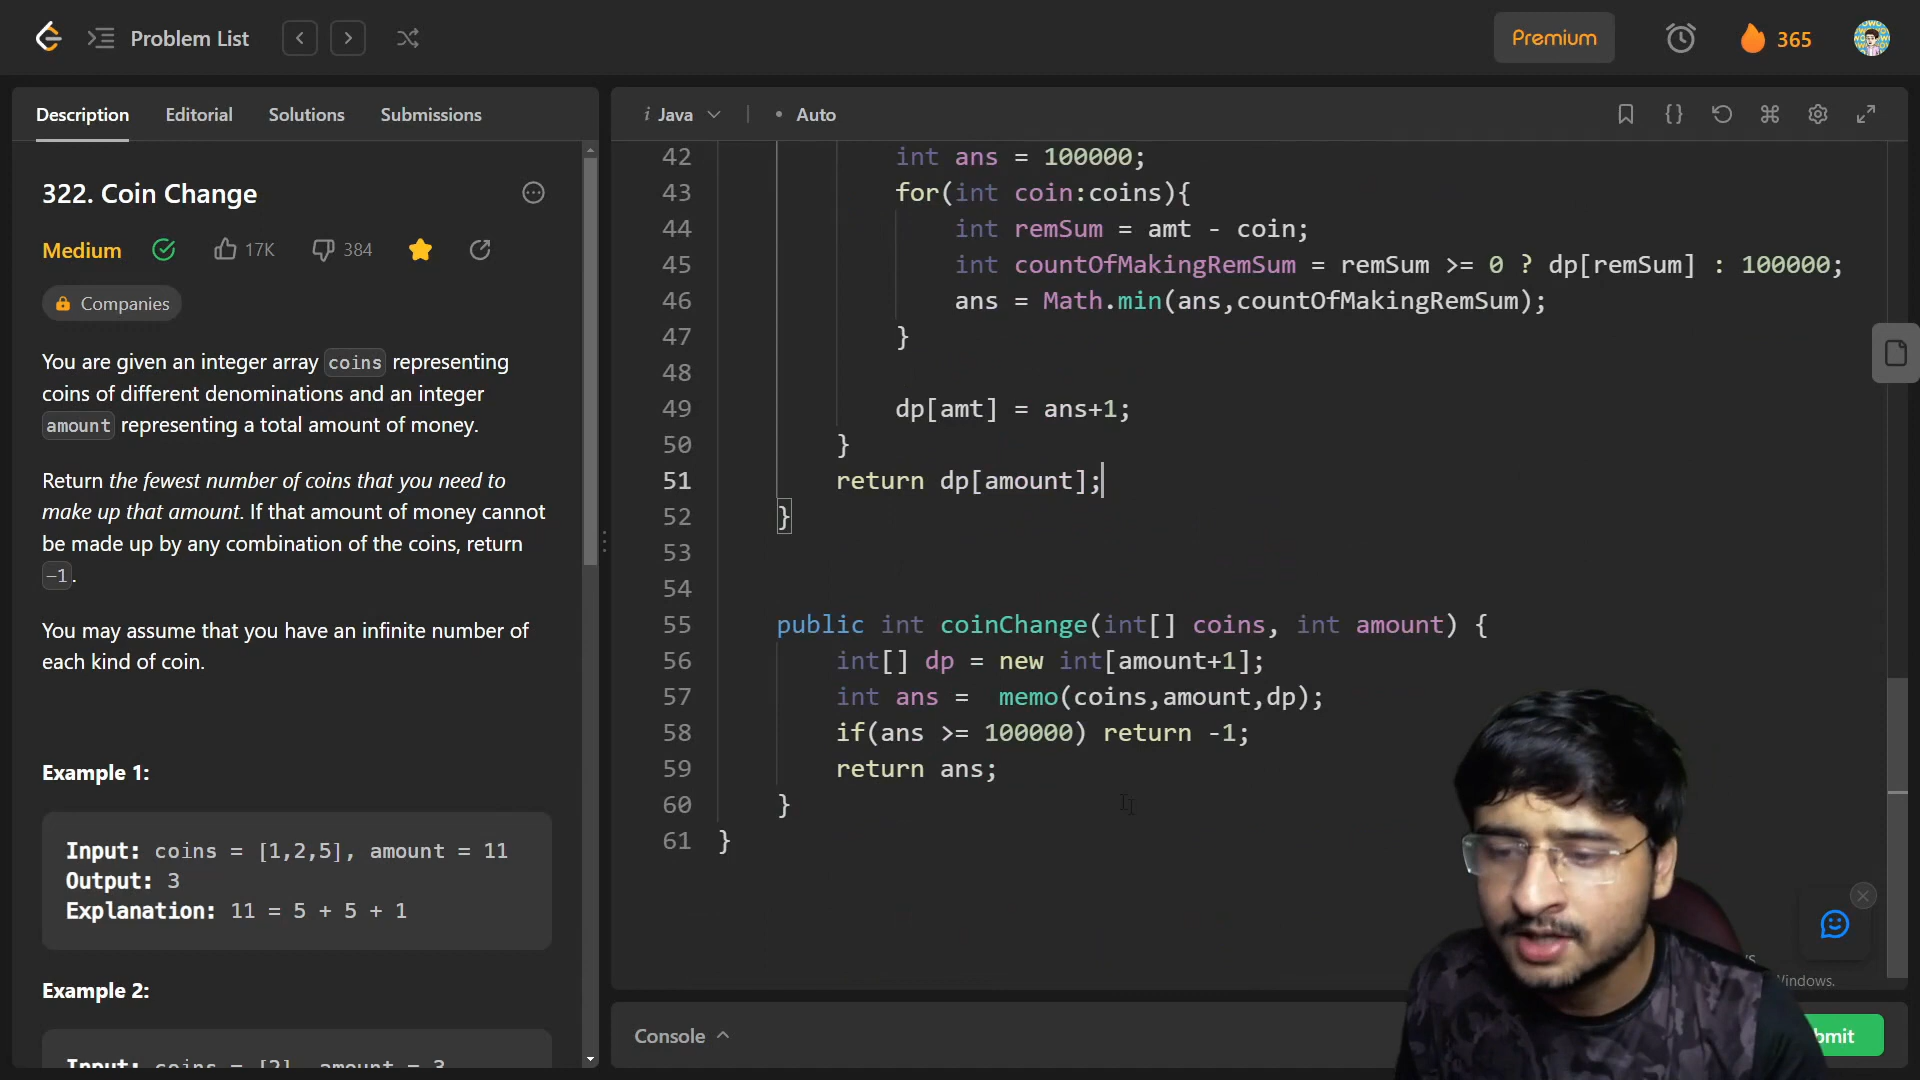 Problem List
Premium
365
Description Editorial Solutions Submissions
322. Coin Change
Medium 17K 384
Companies
You are given an integer array coins representing
coins of different denominations and an integer
amount representing a total amount of money.
Return the fewest number of coins that you need to
make up that amount. If that amount of money cannot
be made up by any combination of the coins, return
-1.
You may assume that you have an infinite number of
each kind of coin.
Example 1:
Input: coins = [1,2,5], amount = 11
Output: 3
Explanation: 11 = 5 + 5 + 1
Example 2:
Input: coins = [2], amount = 3
i Java | • Auto
42 int ans = 100000;
43 for(int coin:coins){
44 int remSum = amt - coin;
45 int countOfMakingRemSum = remSum >= 0 ? dp[remSum] : 100000;
46 ans = Math.min(ans,countOfMakingRemSum);
47 }
48
49 dp[amt] = ans+1;
50 }
51 return dp[amount];
52 }
53
54
55 public int coinChange(int[] coins, int amount) {
56 int[] dp = new int[amount+1];
57 int ans =  memo(coins,amount,dp);
58 if(ans >= 100000) return -1;
59 return ans;
60 }
61 }
Console